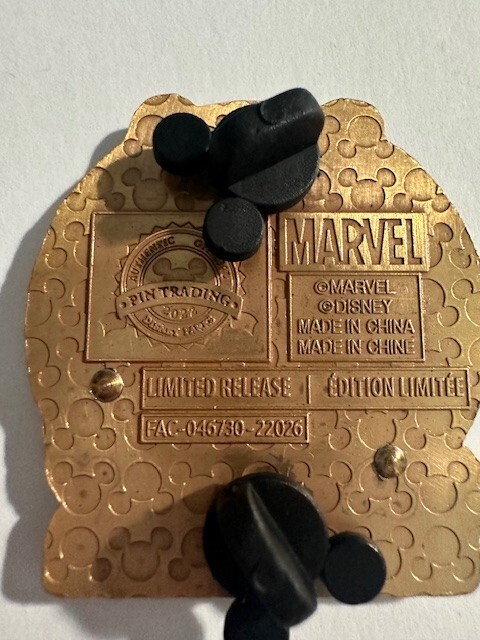 AUTHENTIC
PIN TRADING
DISNEY PARKS
MARVEL
©MARVEL
©DISNEY
MADE IN CHINA
MADE IN CHINE
LIMITED RELEASE | ÉDITION LIMITÉE
FAC-046730-22026